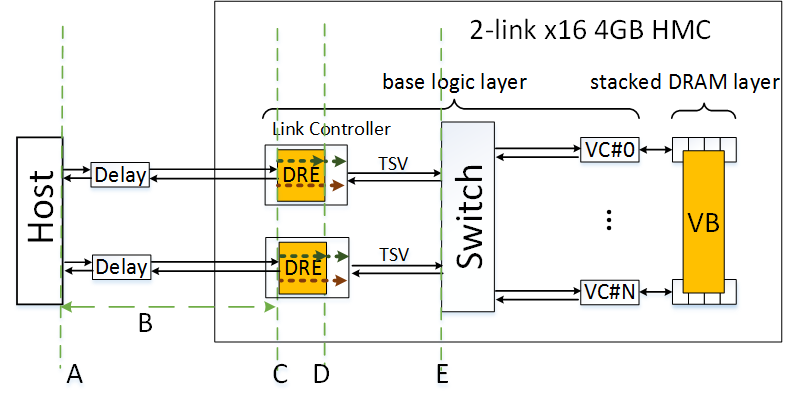 2-link x16 4GB HMC
base logic layer
stacked DRAM layer
Link Controller
Host
Delay
DRE
TSV
Switch
VC#0
Delay
DRE
TSV
...
VB
VC#N
B
A
C
D
E